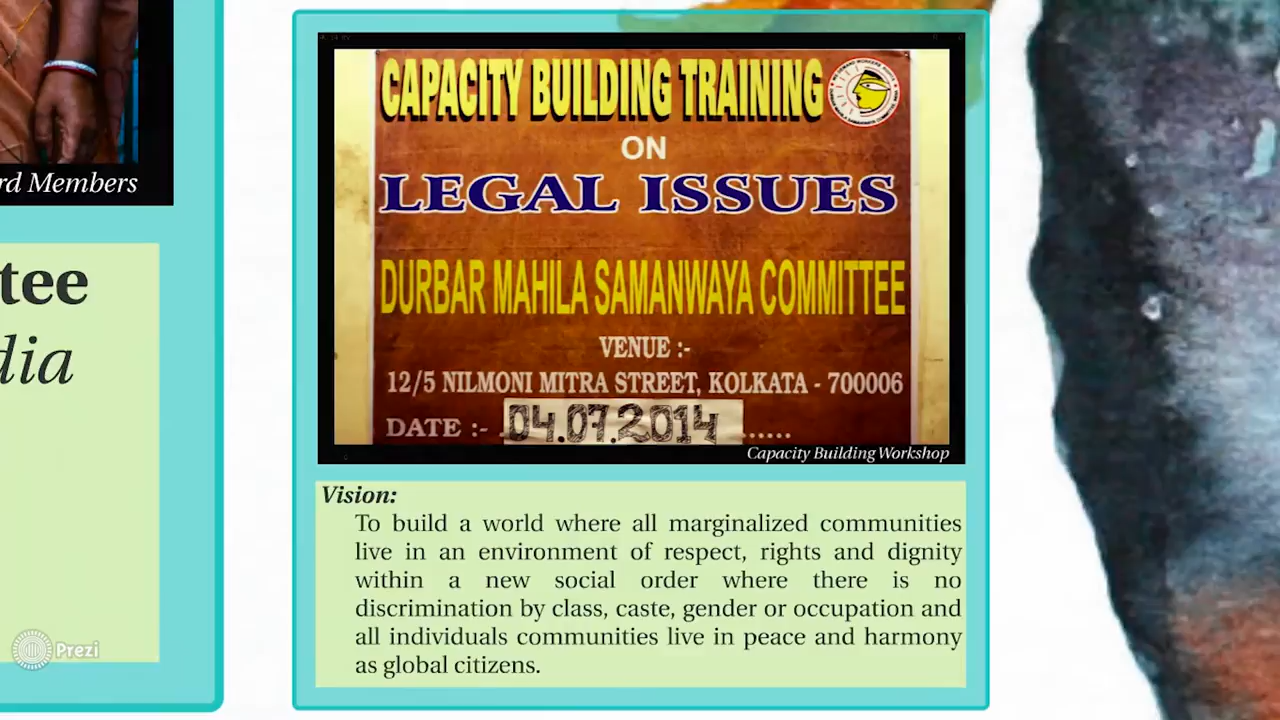 rd Members
tee
dia
CAPACITY BUILDING TRAINING
ON
LEGAL ISSUES
DURBAR MAHILA SAMANWAYA COMMITTEE
VENUE :-
12/5 NILMONI MITRA STREET, KOLKATA - 700006
DATE :- 04.07.2014 ......
Capacity Building Workshop
Vision:
To build a world where all marginalized communities
live in an environment of respect, rights and dignity
within a new social order where there is no
discrimination by class, caste, gender or occupation and
all individuals communities live in peace and harmony
as global citizens.
Prezi